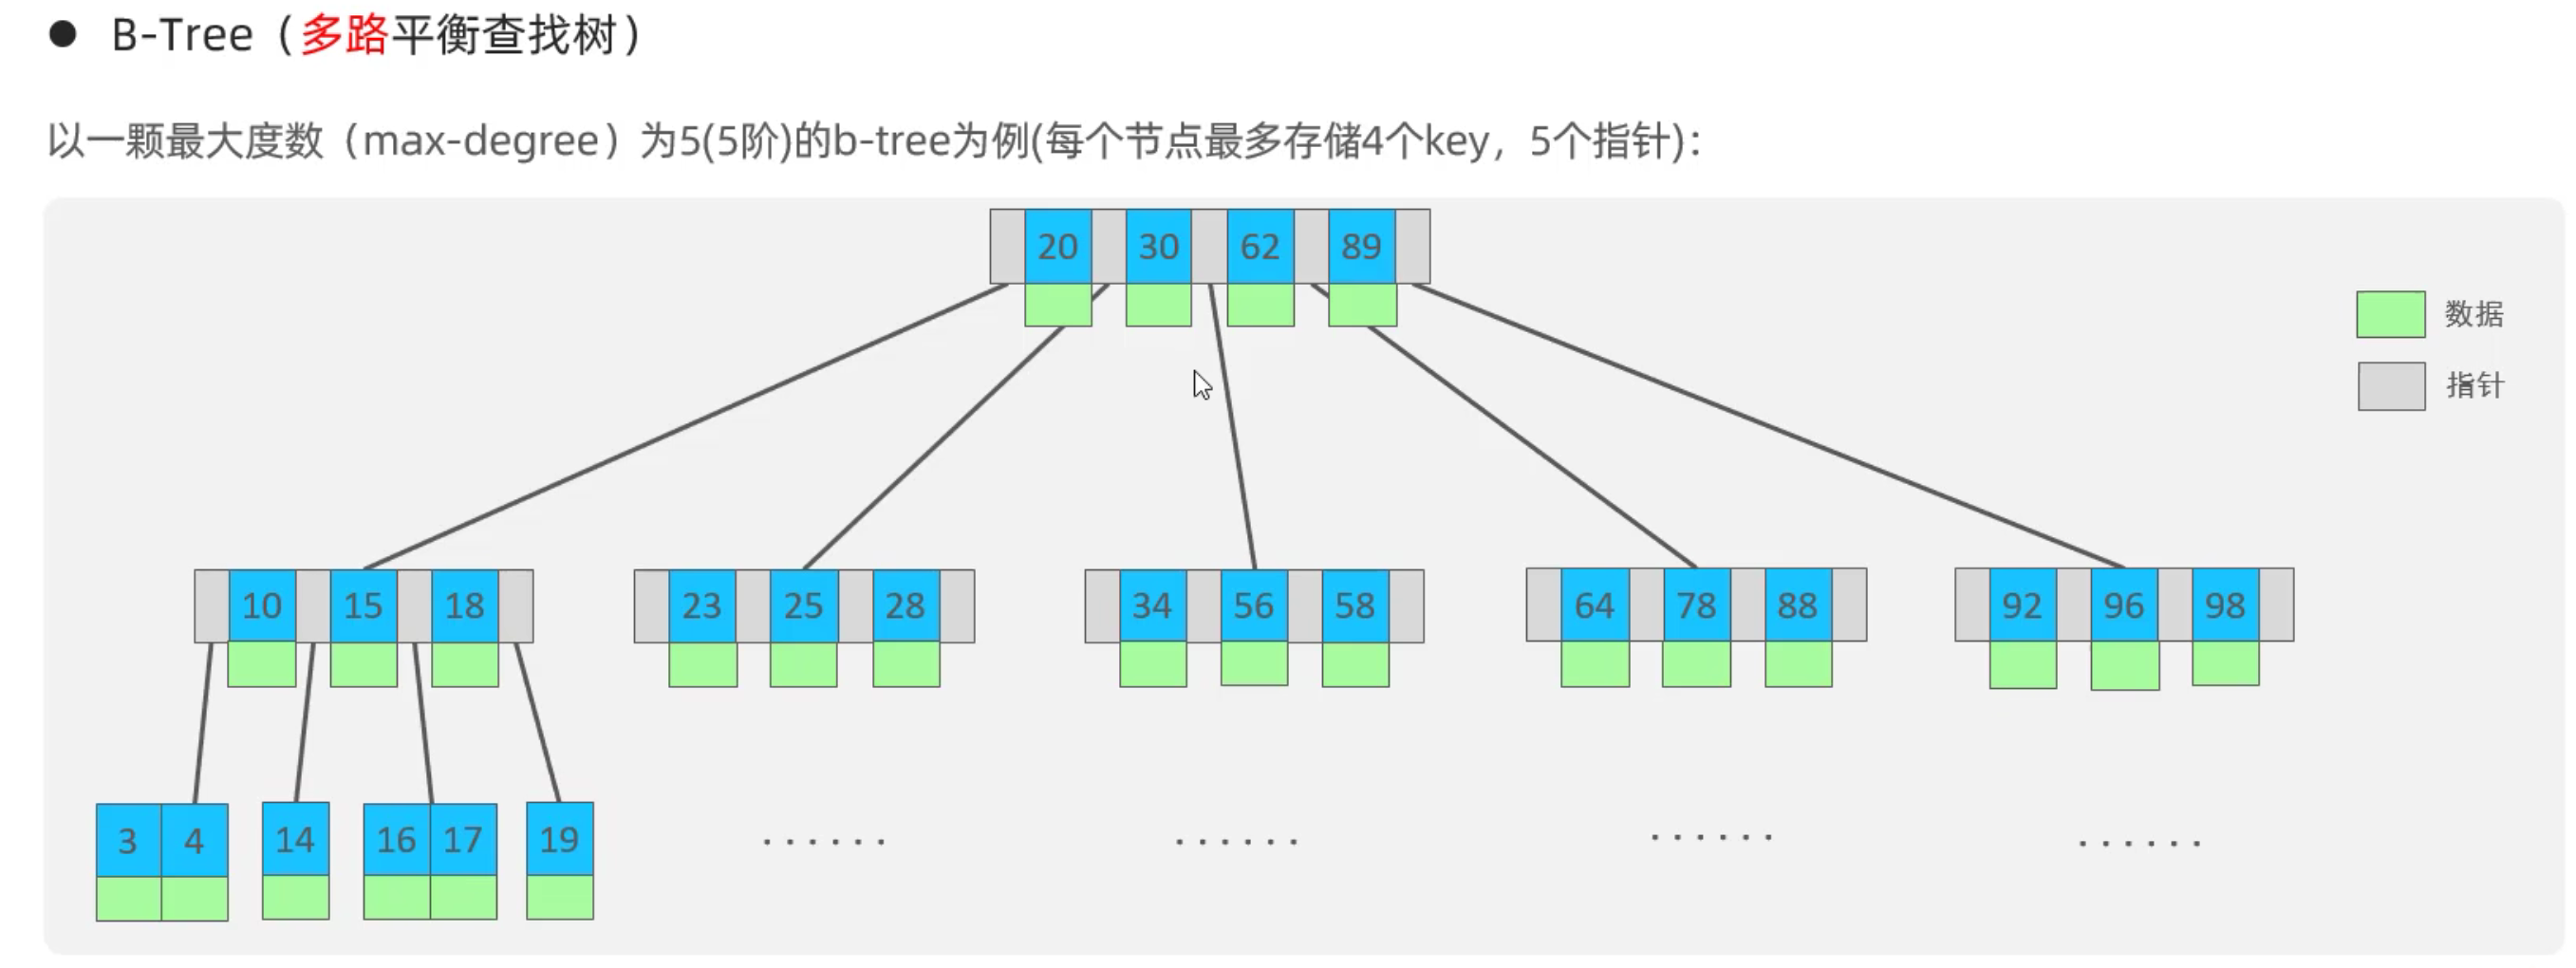 ● B-Tree（多路平衡查找树）
以一颗最大度数（max-degree）为5(5阶)的b-tree为例(每个节点最多存储4个key，5个指针)：
20 30 62 89
数据
指针
10 15 18 23 25 28 34 56 58 64 78 88 92 96 98
3 4 14 16 17 19 ······ ······ ······ ······